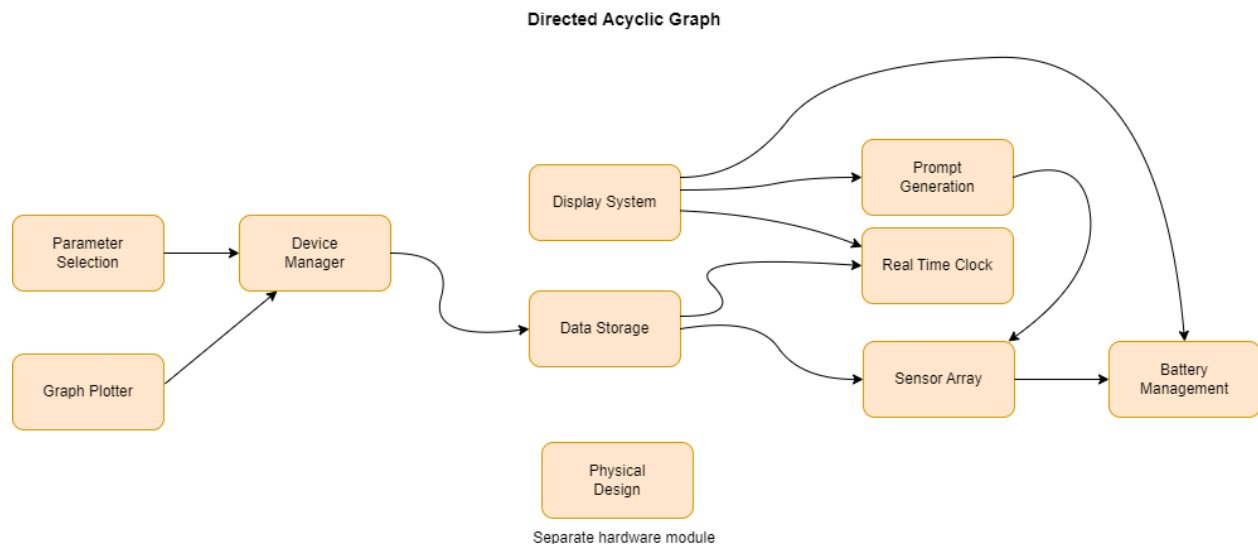 Directed Acyclic Graph
Prompt
Generation
Display System
Parameter
Selection
Device
Manager
Real Time Clock
Data Storage
Graph Plotter
Sensor Array
Battery
Management
Physical
Design
Separate hardware module